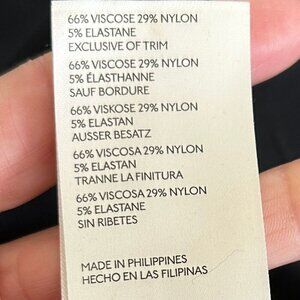 66% VISCOSE 29% NYLON
5% ELASTANE
EXCLUSIVE OF TRIM
66% VISCOSE 29% NYLON
5% ÉLASTHANNE
SAUF BORDURE
66% VISKOSE 29% NYLON
5% ELASTAN
AUSSER BESATZ
66% VISCOSA 29% NYLON
5% ELASTAN
TRANNE LA FINITURA
66% VISCOSA 29% NYLON
5% ELASTANE
SIN RIBETES
MADE IN PHILIPPINES
HECHO EN LAS FILIPINAS